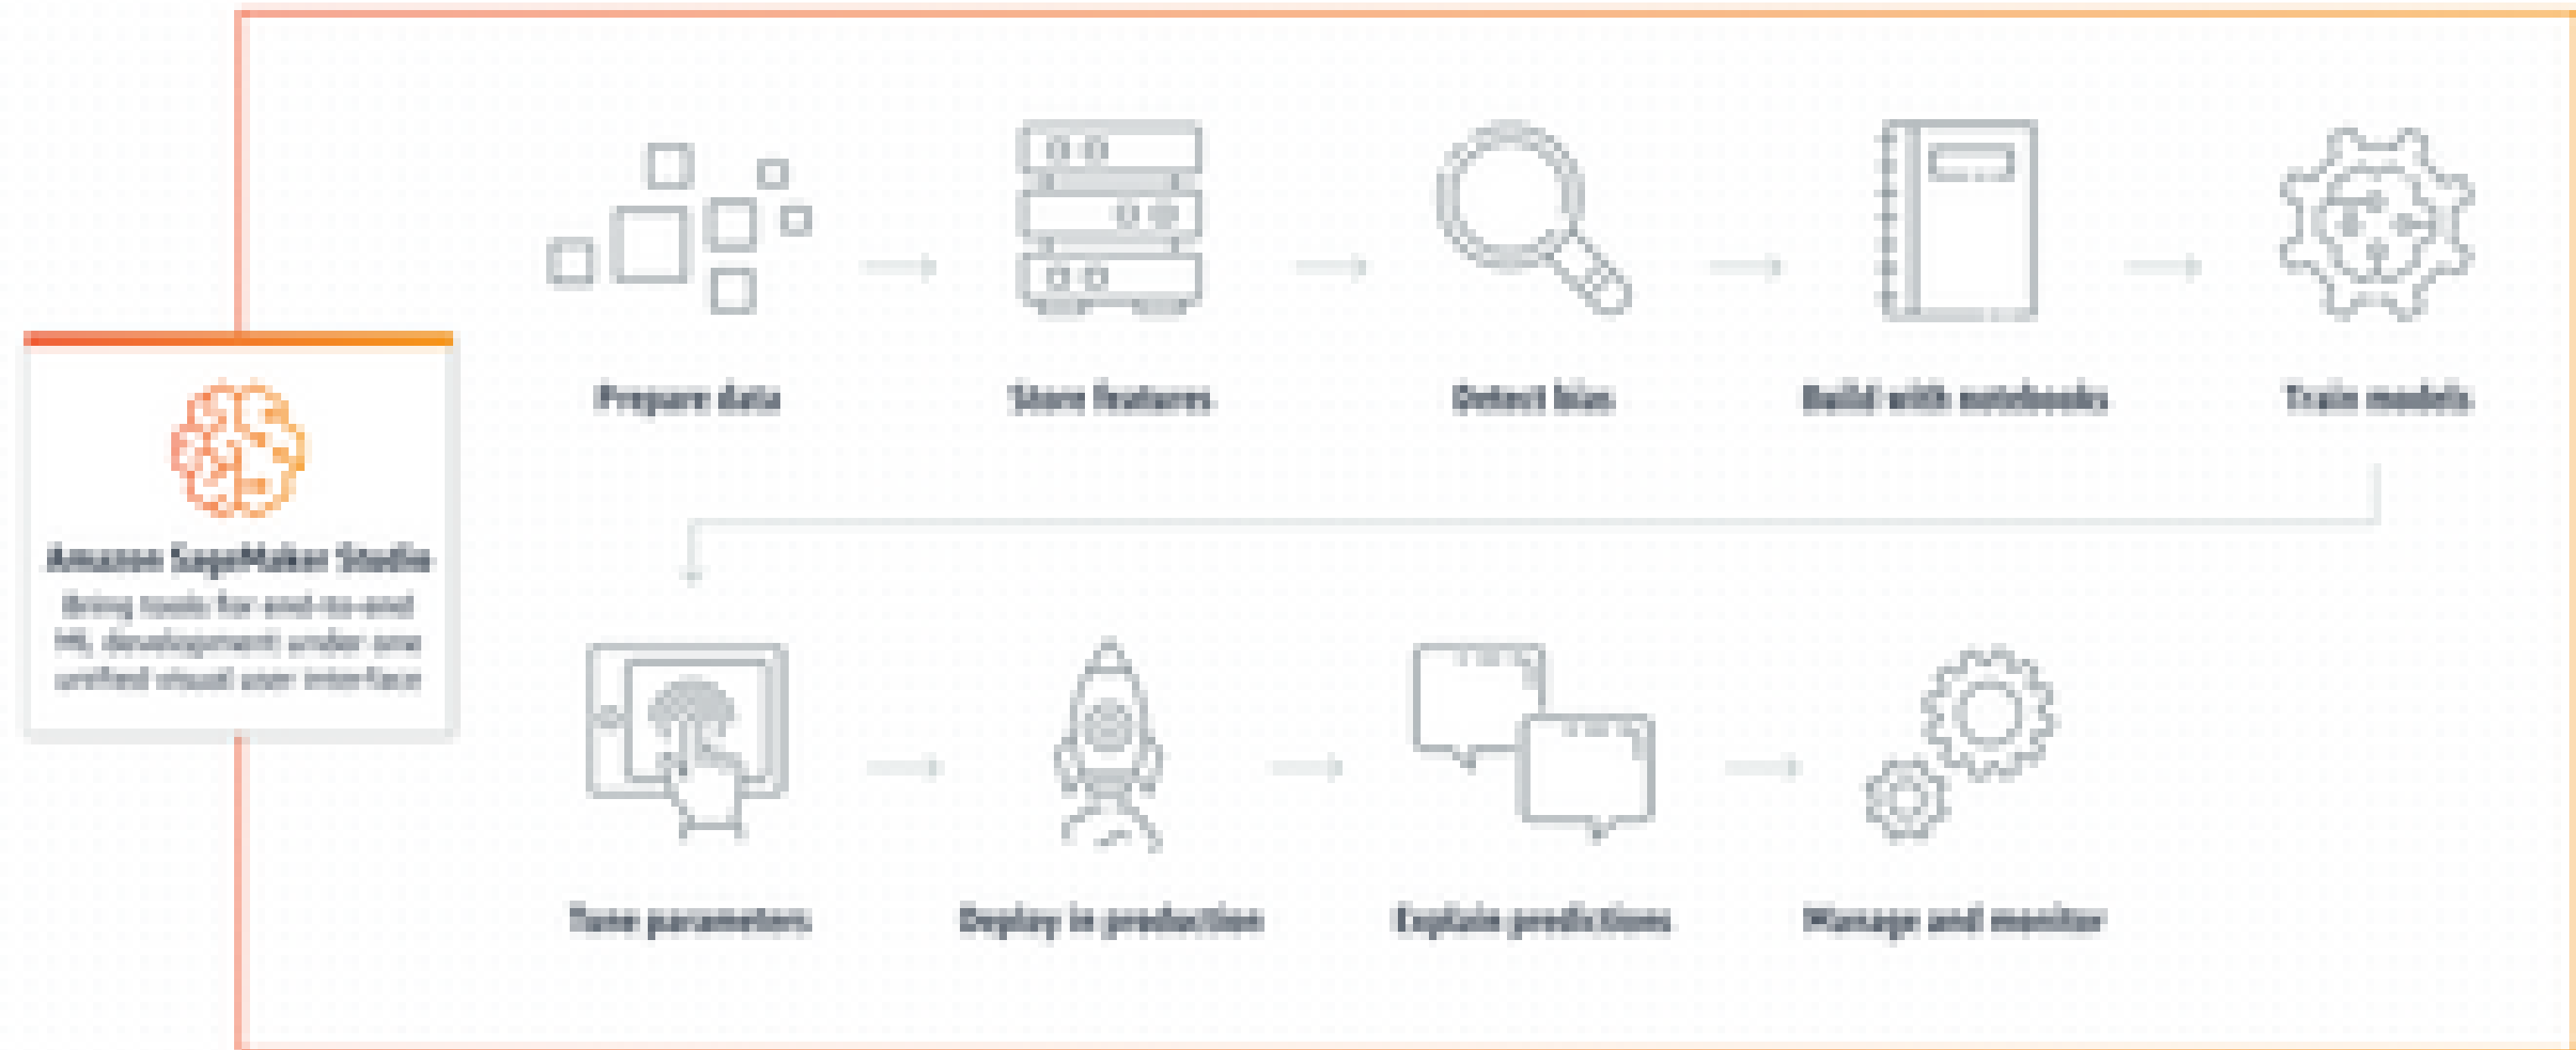 Prepare data
Store features
Detect bias
Build with notebooks
Train models
Amazon SageMaker Studio
Bring tools for end-to-end
ML development under one
unified visual user interface
Tune parameters
Deploy in production
Explain predictions
Manage and monitor